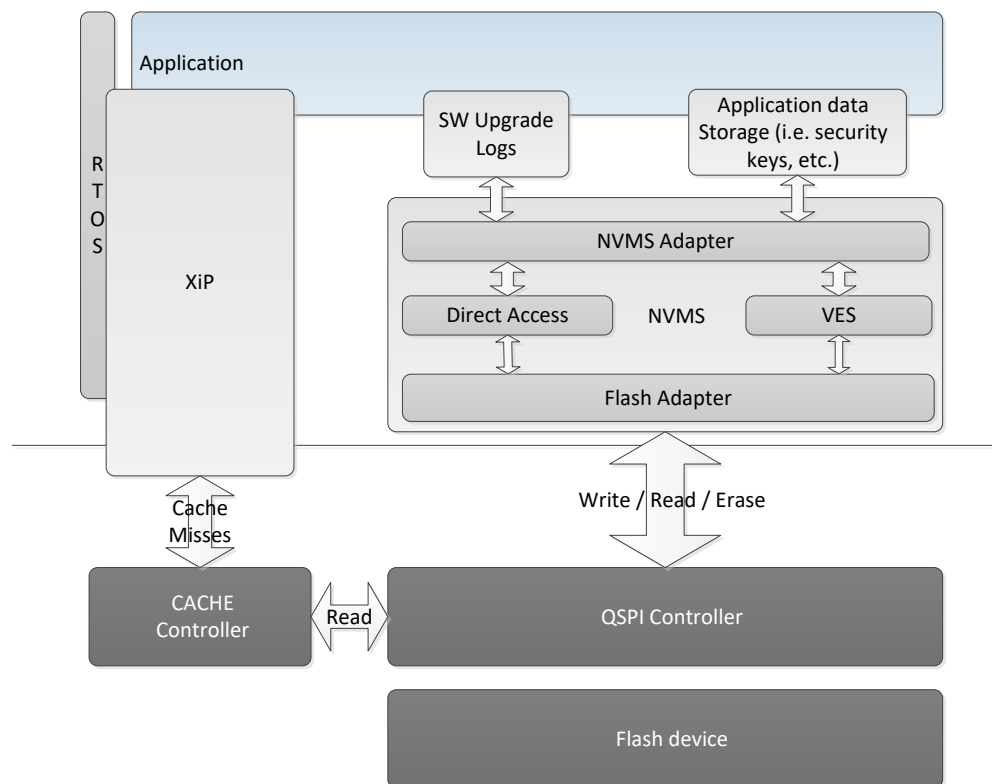 Application
RTOS
XiP
SW Upgrade
Logs
Application data
Storage (i.e. security
keys, etc.)
NVMS Adapter
Direct Access
NVMS
VES
Flash Adapter
Cache
Misses
Write / Read / Erase
CACHE
Controller
Read
QSPI Controller
Flash device